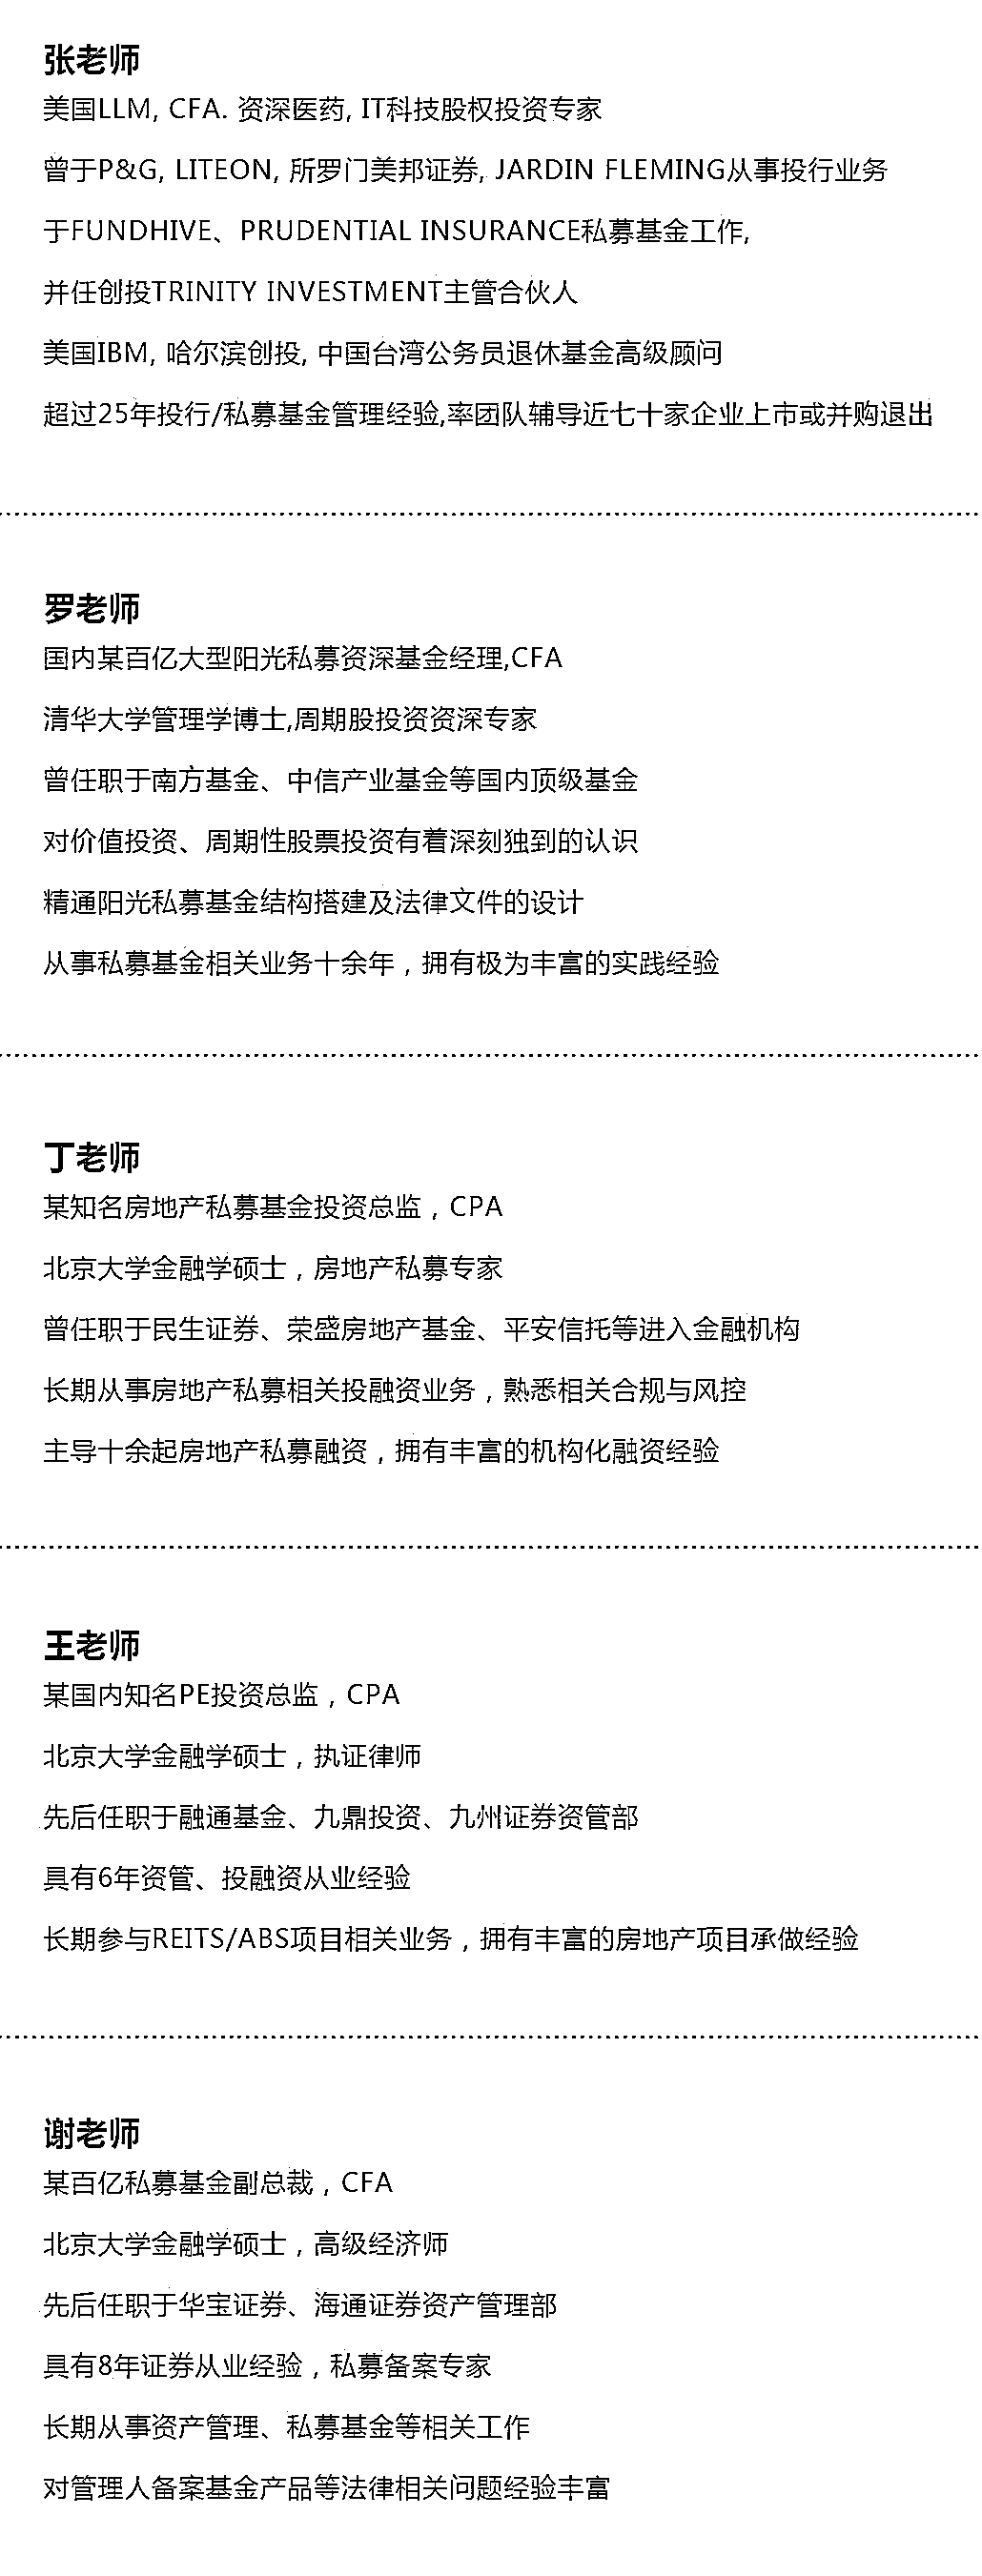 张老师
美国LLM, CFA. 资深医药, IT科技股权投资专家
曾于P&G, LITEON, 所罗门美邦证券, JARDIN FLEMING从事投行业务
于FUNDHIVE、PRUDENTIAL INSURANCE私募基金工作,
并任创投TRINITY INVESTMENT主管合伙人
美国IBM, 哈尔滨创投, 中国台湾公务员退休基金高级顾问
超过25年投行/私募基金管理经验,率团队辅导近七十家企业上市或并购退出
罗老师
国内某百亿大型阳光私募资深基金经理,CFA
清华大学管理学博士,周期股投资资深专家
曾任职于南方基金、中信产业基金等国内顶级基金
对价值投资、周期性股票投资有着深刻独到的认识
精通阳光私募基金结构搭建及法律文件的设计
从事私募基金相关业务十余年，拥有极为丰富的实践经验
丁老师
某知名房地产私募基金投资总监，CPA
北京大学金融学硕士，房地产私募专家
曾任职于民生证券、荣盛房地产基金、平安信托等进入金融机构
长期从事房地产私募相关投融资业务，熟悉相关合规与风控
主导十余起房地产私募融资，拥有丰富的机构化融资经验
王老师
某国内知名PE投资总监，CPA
北京大学金融学硕士，执证律师
先后任职于融通基金、九鼎投资、九州证券资管部
具有6年资管、投融资从业经验
长期参与REITS/ABS项目相关业务，拥有丰富的房地产项目承做经验
谢老师
某百亿私募基金副总裁，CFA
北京大学金融学硕士，高级经济师
先后任职于华宝证券、海通证券资产管理部
具有8年证券从业经验，私募备案专家
长期从事资产管理、私募基金等相关工作
对管理人备案基金产品等法律相关问题经验丰富